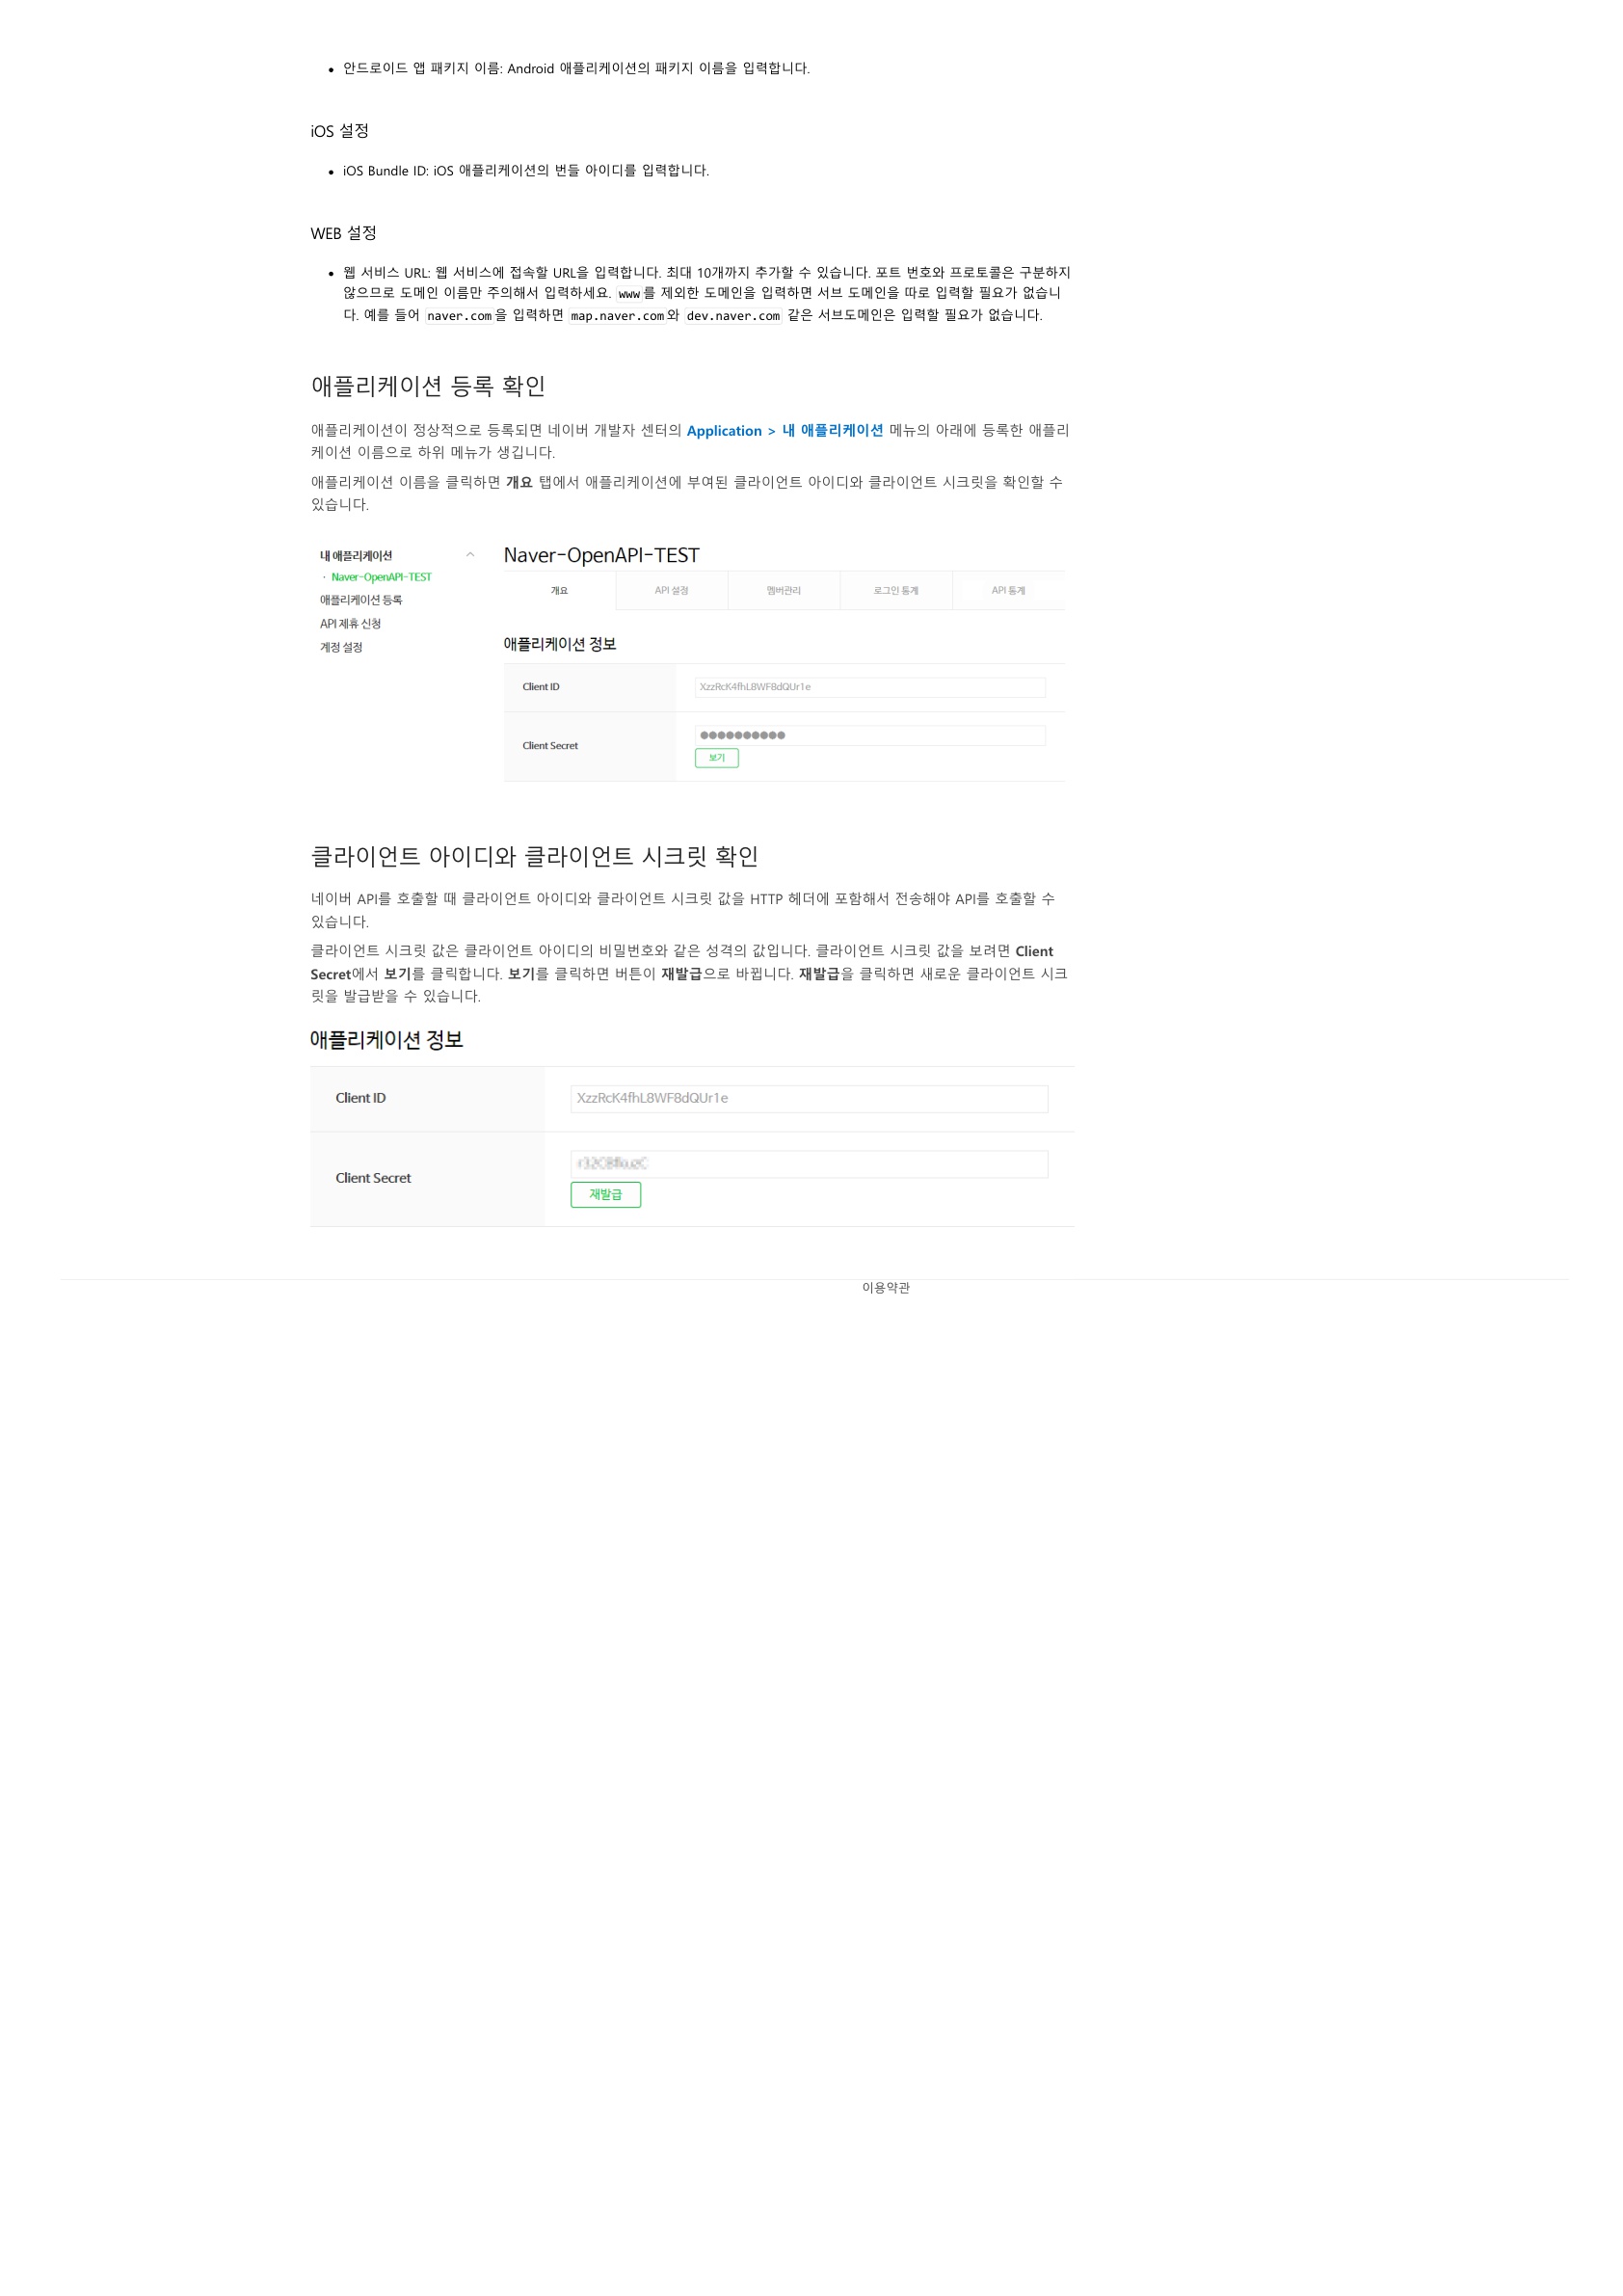 • 안드로이드 앱 패키지 이름: Android 애플리케이션의 패키지 이름을 입력합니다.
iOS 설정
• iOS Bundle ID: iOS 애플리케이션의 번들 아이디를 입력합니다.
WEB 설정
• 웹 서비스 URL: 웹 서비스에 접속할 URL을 입력합니다. 최대 10개까지 추가할 수 있습니다. 포트 번호와 프로토콜은 구분하지
않으므로 도메인 이름만 주의해서 입력하세요. www를 제외한 도메인을 입력하면 서브 도메인을 따로 입력할 필요가 없습니
다. 예를 들어 naver.com을 입력하면 map.naver.com와 dev.naver.com 같은 서브도메인은 입력할 필요가 없습니다.
애플리케이션 등록 확인
애플리케이션이 정상적으로 등록되면 네이버 개발자 센터의 Application > 내 애플리케이션 메뉴의 아래에 등록한 애플리
케이션 이름으로 하위 메뉴가 생깁니다.
애플리케이션 이름을 클릭하면 개요 탭에서 애플리케이션에 부여된 클라이언트 아이디와 클라이언트 시크릿을 확인할 수
있습니다.
내 애플리케이션
· Naver-OpenAPI-TEST
애플리케이션 등록
API 제휴 신청
계정 설정
Naver-OpenAPI-TEST
개요 API 설정 멤버관리 로그인 통계 API 통계
애플리케이션 정보
Client ID XzzRcK4fhL8WF8dQUr1e
Client Secret ●●●●●●●●●●
보기
클라이언트 아이디와 클라이언트 시크릿 확인
네이버 API를 호출할 때 클라이언트 아이디와 클라이언트 시크릿 값을 HTTP 헤더에 포함해서 전송해야 API를 호출할 수
있습니다.
클라이언트 시크릿 값은 클라이언트 아이디의 비밀번호와 같은 성격의 값입니다. 클라이언트 시크릿 값을 보려면 Client
Secret에서 보기를 클릭합니다. 보기를 클릭하면 버튼이 재발급으로 바뀝니다. 재발급을 클릭하면 새로운 클라이언트 시크
릿을 발급받을 수 있습니다.
애플리케이션 정보
Client ID XzzRcK4fhL8WF8dQUr1e
Client Secret
재발급
이용약관